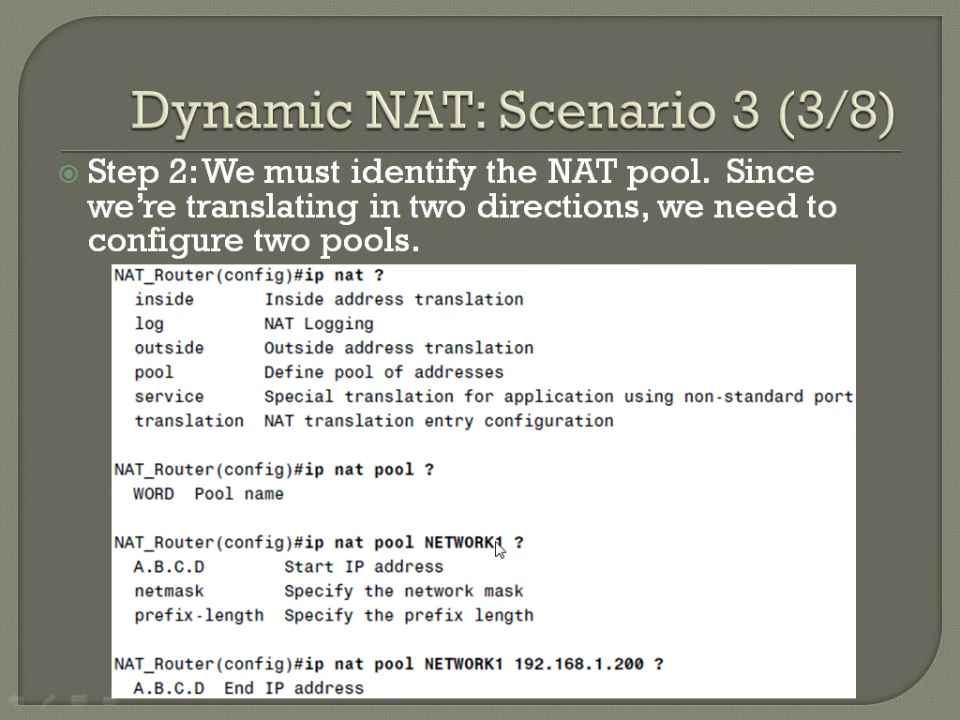 Dynamic NAT: Scenario 3 (3/8)
Step 2: We must identify the NAT pool.  Since
we're translating in two directions, we need to
configure two pools.
NAT_Router(config)#ip nat ?
inside       Inside address translation
log          NAT Logging
outside      Outside address translation
pool         Define pool of addresses
service      Special translation for application using non-standard port
translation  NAT translation entry configuration
NAT_Router(config)#ip nat pool ?
WORD  Pool name
NAT_Router(config)#ip nat pool NETWORK1 ?
A.B.C.D        Start IP address
netmask        Specify the network mask
prefix-length  Specify the prefix length
NAT_Router(config)#ip nat pool NETWORK1 192.168.1.200 ?
A.B.C.D  End IP address